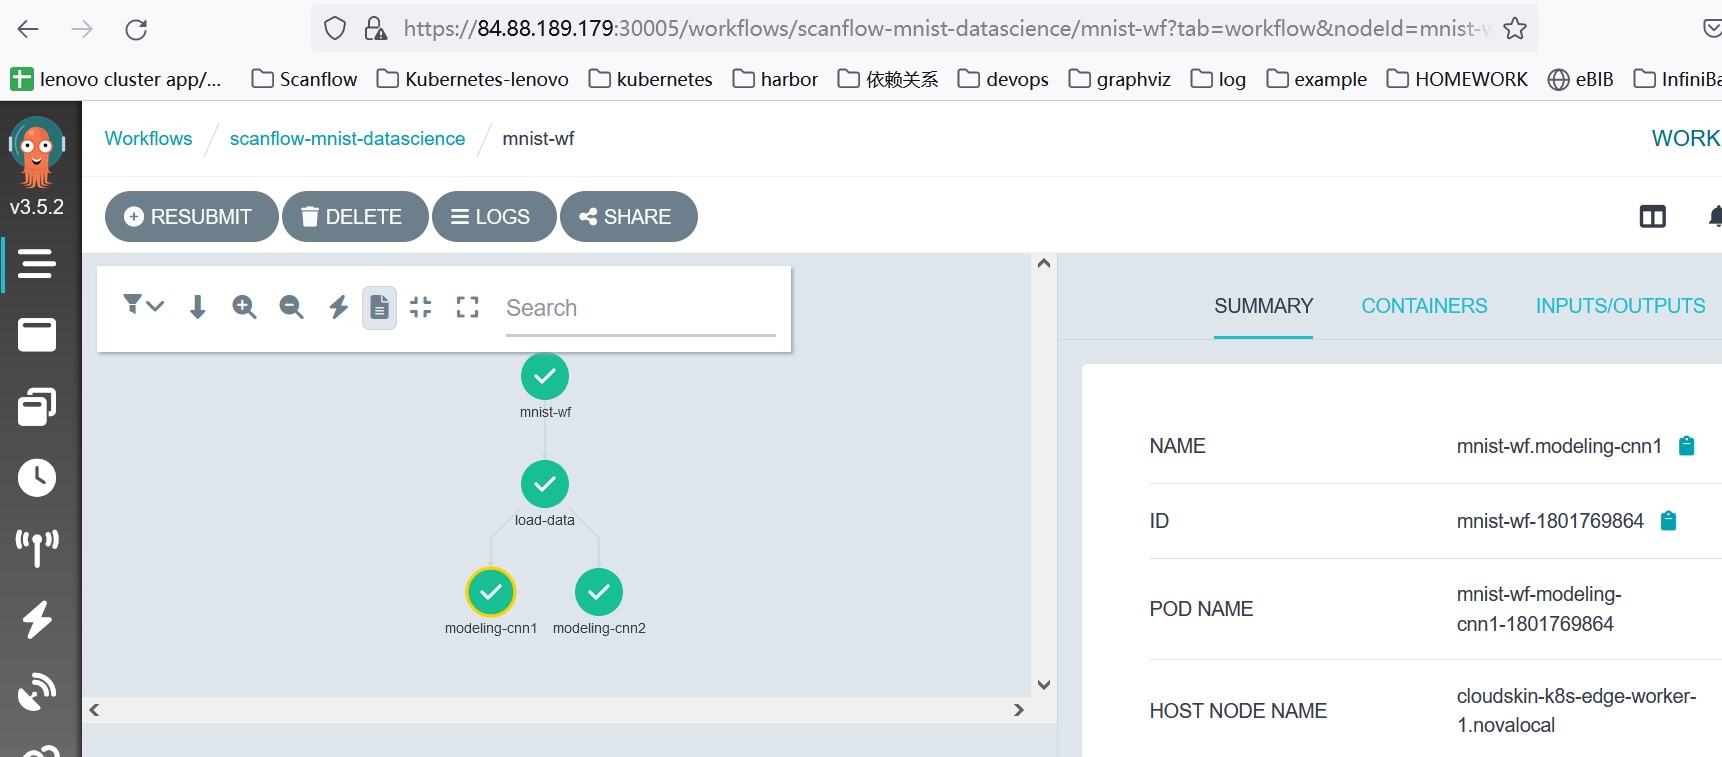 https://84.88.189.179:30005/workflows/scanflow-mnist-datascience/mnist-wf?tab=workflow&nodeId=mnist-w
lenovo cluster app/... Scanflow Kubernetes-lenovo kubernetes harbor 依赖关系 devops graphviz log example HOMEWORK eBIB InfiniBa
Workflows / scanflow-mnist-datascience / mnist-wf WORK
v3.5.2
RESUBMIT DELETE LOGS SHARE
Search
mnist-wf
load-data
modeling-cnn1 modeling-cnn2
SUMMARY CONTAINERS INPUTS/OUTPUTS
NAME mnist-wf.modeling-cnn1
ID mnist-wf-1801769864
POD NAME mnist-wf-modeling-
cnn1-1801769864
HOST NODE NAME cloudskin-k8s-edge-worker-
1.novalocal